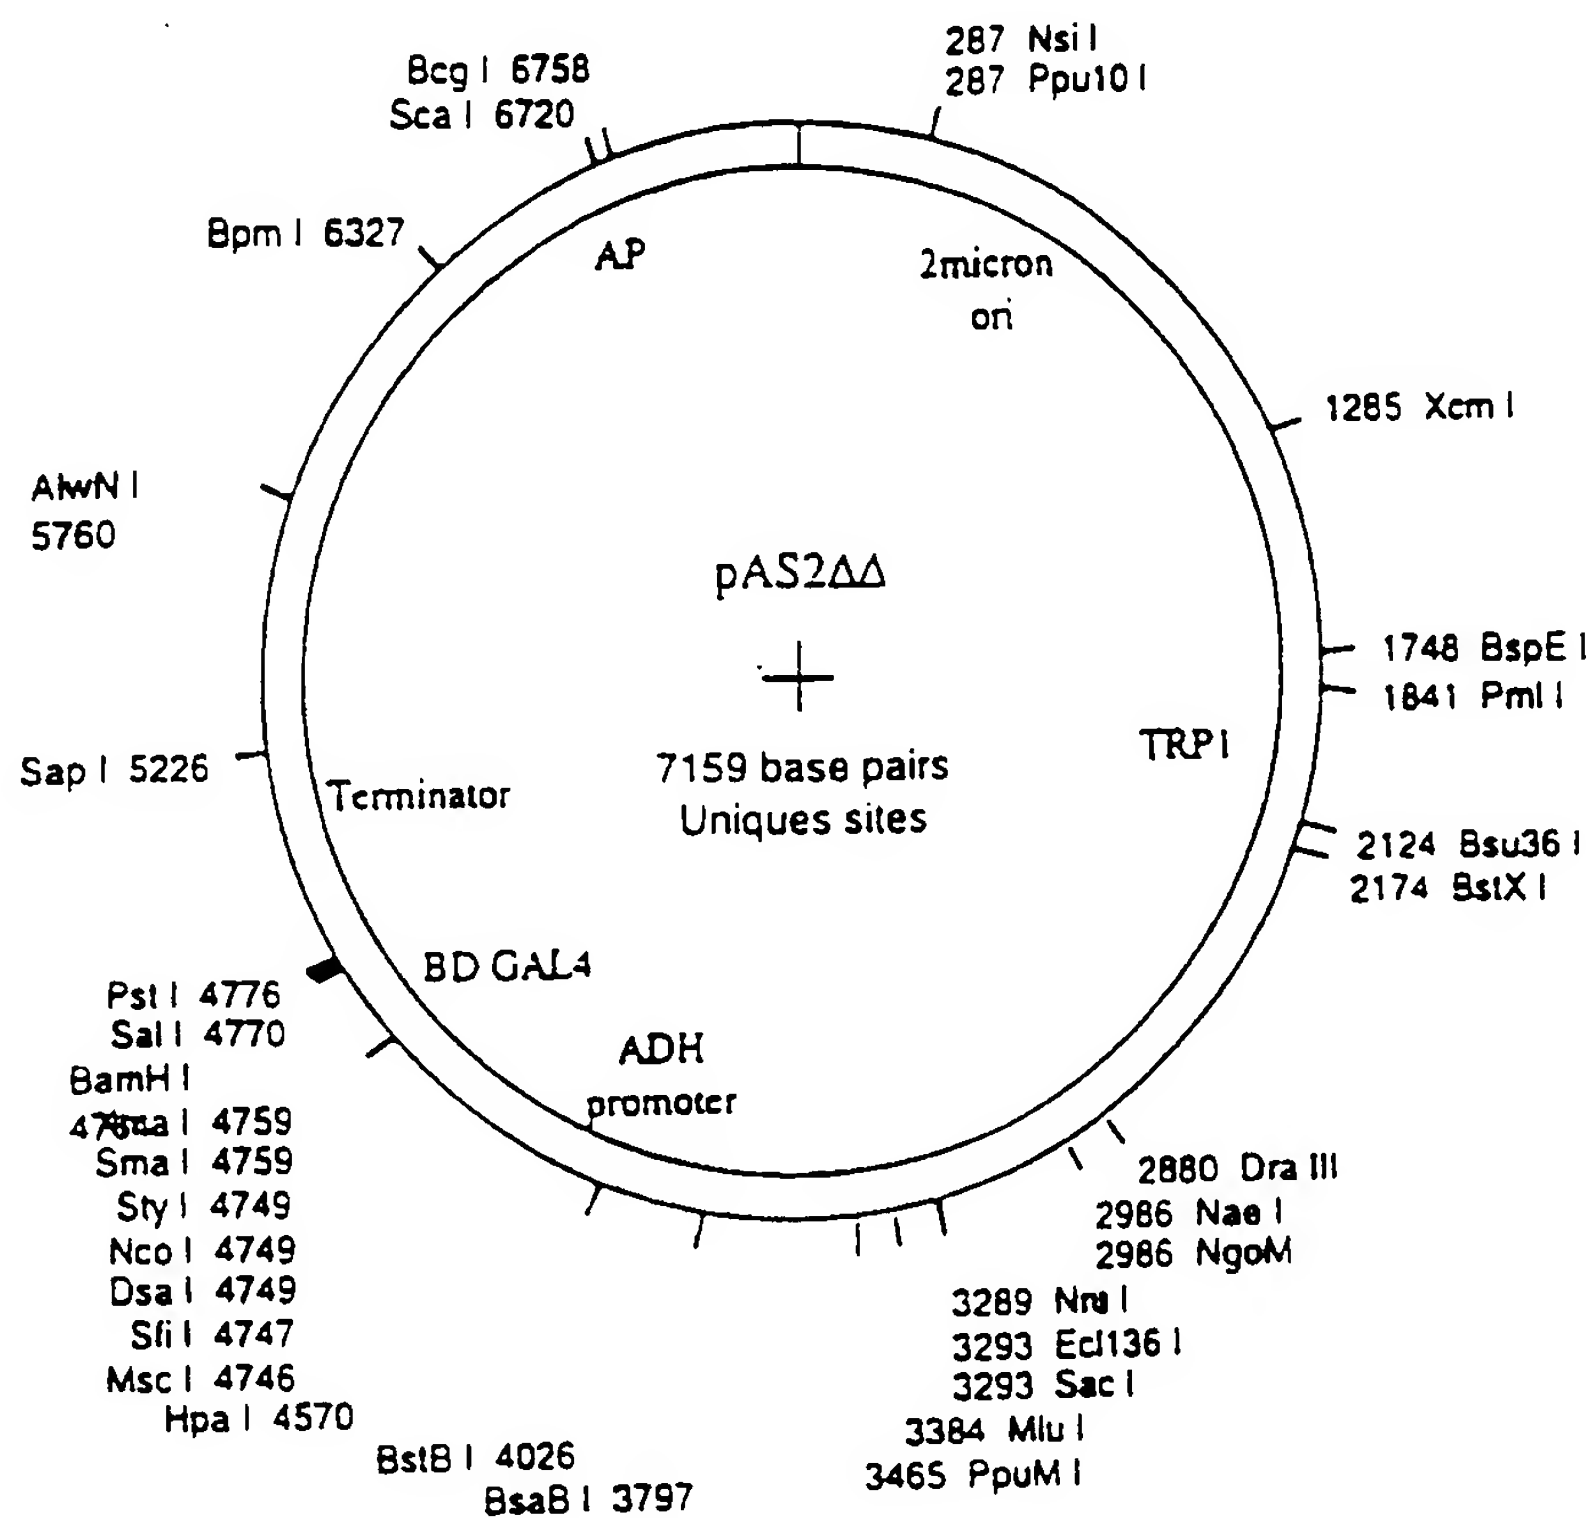 287 Nsi I
287 Ppu10 I
Bcg I 6758
Sca I 6720
Bpm I 6327
AP
2micron
ori
1285 Xcm I
AlwN I
5760
pAS2ΔΔ
1748 BspE I
1841 Pml I
TRP1
7159 base pairs
Uniques sites
Sap I 5226
Terminator
2124 Bsu36 I
2174 BstX I
BD GAL4
Pst I 4776
Sal I 4770
BamH I
ADH
promoter
4759
Sma I 4759
Sty I 4749
Nco I 4749
Dsa I 4749
Sfi I 4747
Msc I 4746
Hpa I 4570
BstB I 4026
BsaB I 3797
2880 Dra III
2986 Nae I
2986 NgoM
3289
3293 Ecl136 I
3293 Sac I
3384 Mlu I
3465 PpuM I